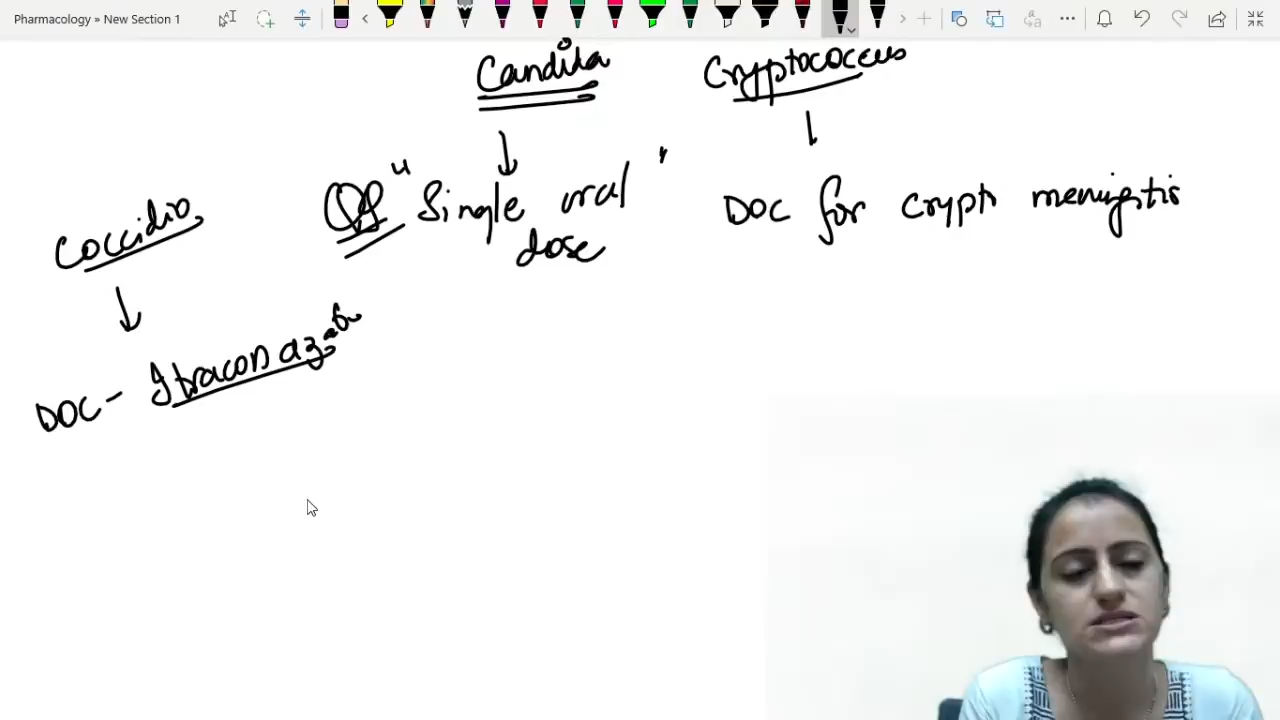 Pharmacology » New Section 1
Candida
Cryptococcus
Coccidio
"Single oral"
dose
DOC for crypto meningitis
DOC - Itraconazole